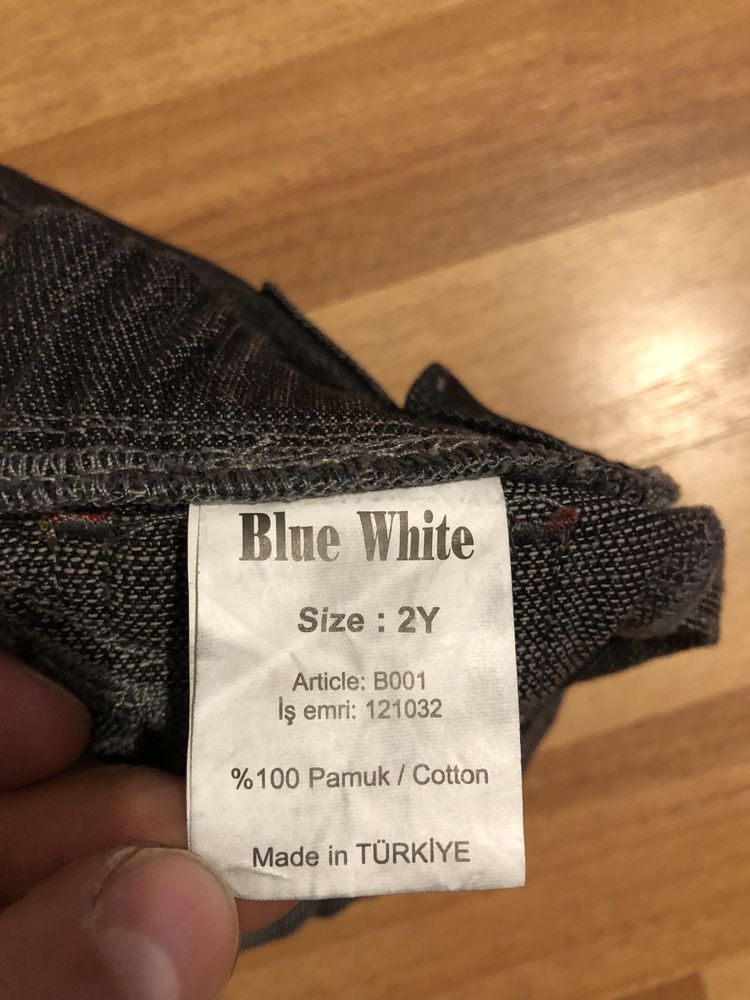 Blue White
Size : 2Y
Article: B001
İş emri: 121032
%100 Pamuk / Cotton
Made in TÜRKİYE